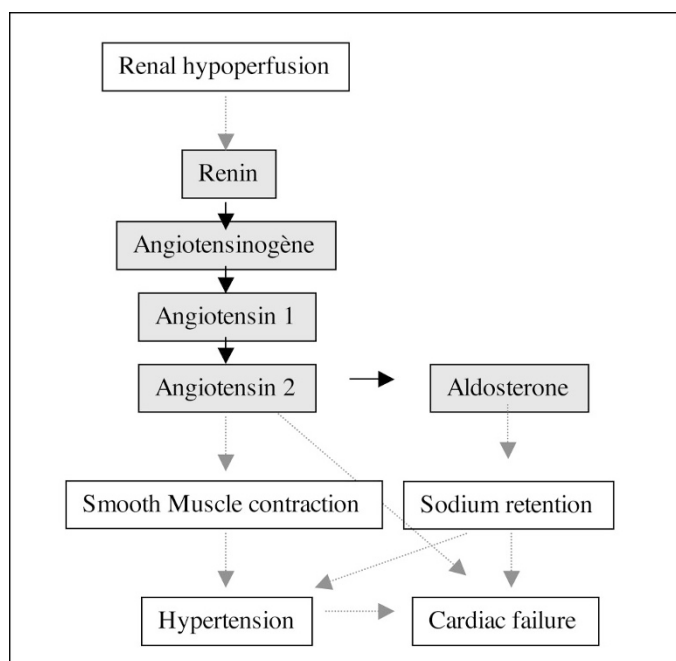 Renal hypoperfusion
Renin
Angiotensinogène
Angiotensin 1
Angiotensin 2
Aldosterone
Smooth Muscle contraction
Sodium retention
Hypertension
Cardiac failure